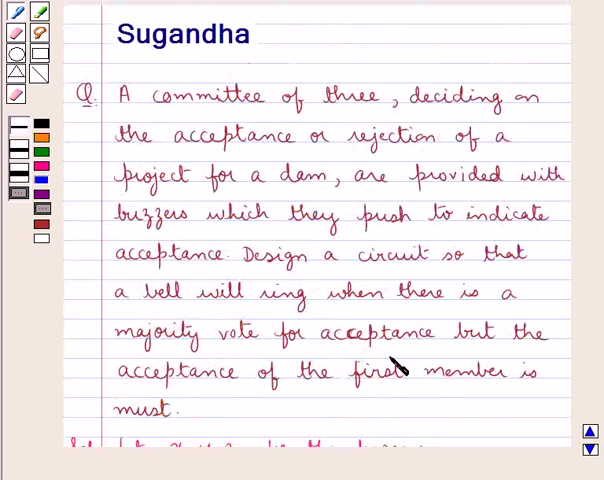 Sugandha
Q. A committee of three, deciding on
the acceptance or rejection of a
project for a dam, are provided with
buzzers which they push to indicate
acceptance. Design a circuit so that
a bell will ring when there is a
majority vote for acceptance but the
acceptance of the first member is
must.